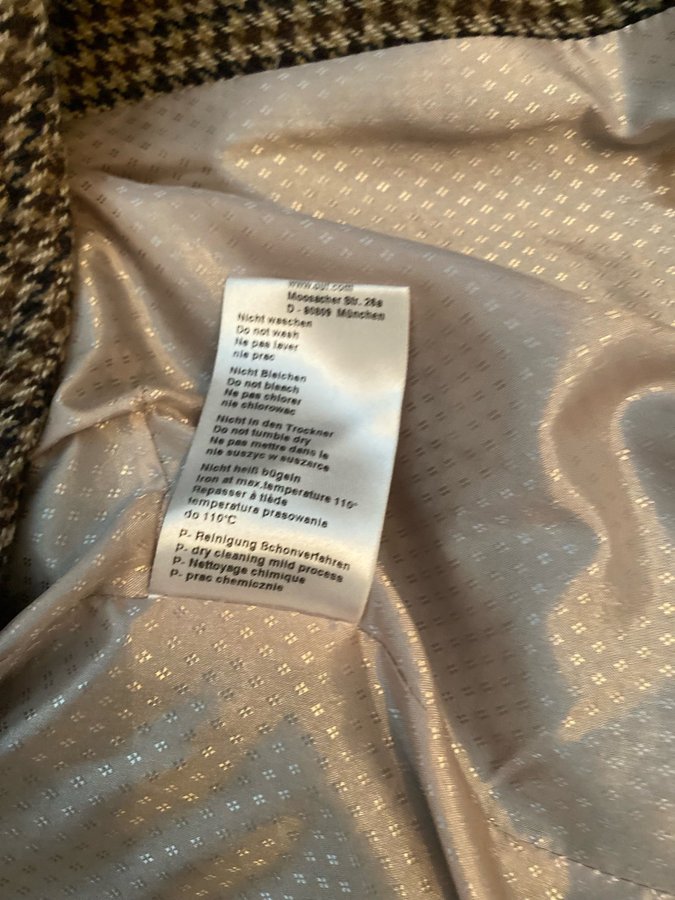 Moosacher Str. 26a
D - 80809 München
Nicht waschen
Do not wash
Ne pas laver
nie prac
Nicht Bleichen
Do not bleach
Ne pas chlorer
nie chlorowac
Nicht in den Trockner
Do not tumble dry
Ne pas mettre dans le
nie suszyc w suszarce
Nicht heiß bügeln
Iron at max.temperature 110°
Repasser à tiède
temperatura prasowania
do 110°C
P- Reinigung Schonverfahren
P- dry cleaning mild process
P- Nettoyage chimique
P- prac chemicznie